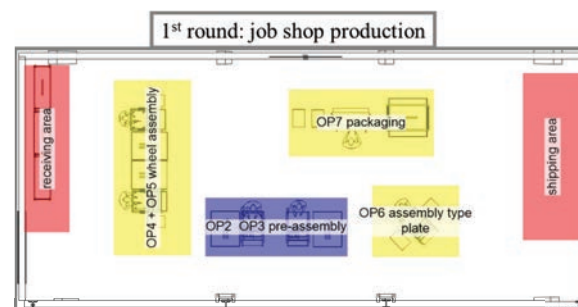 1st round: job shop production
receiving area
OP4 + OP5 wheel assembly
OP7 packaging
shipping area
OP2 OP3 pre-assembly
OP6 assembly type
plate